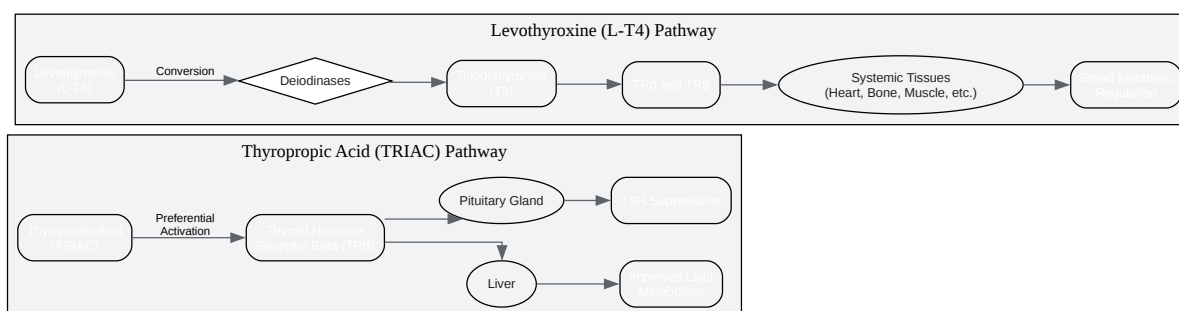 Levothyroxine (L-T4) Pathway
Levothyroxine
(L-T4)
Conversion
Deiodinases
Triiodothyronine
(T3)
TRα and TRβ
Systemic Tissues
(Heart, Bone, Muscle, etc.)
Broad Metabolic
Regulation
Thyropropic Acid (TRIAC) Pathway
Thyropropic Acid
(TRIAC)
Preferential
Activation
Thyroid Hormone
Receptor Beta (TRβ)
Pituitary Gland
TSH Suppression
Liver
Improved Lipid
Metabolism